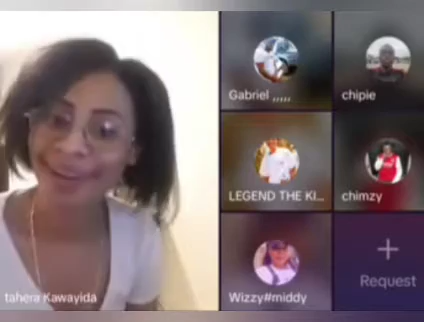 Gabriel ,,,,,
chipie
LEGEND THE KI...
chimzy
tahera Kawayida
Wizzy#middy
Request